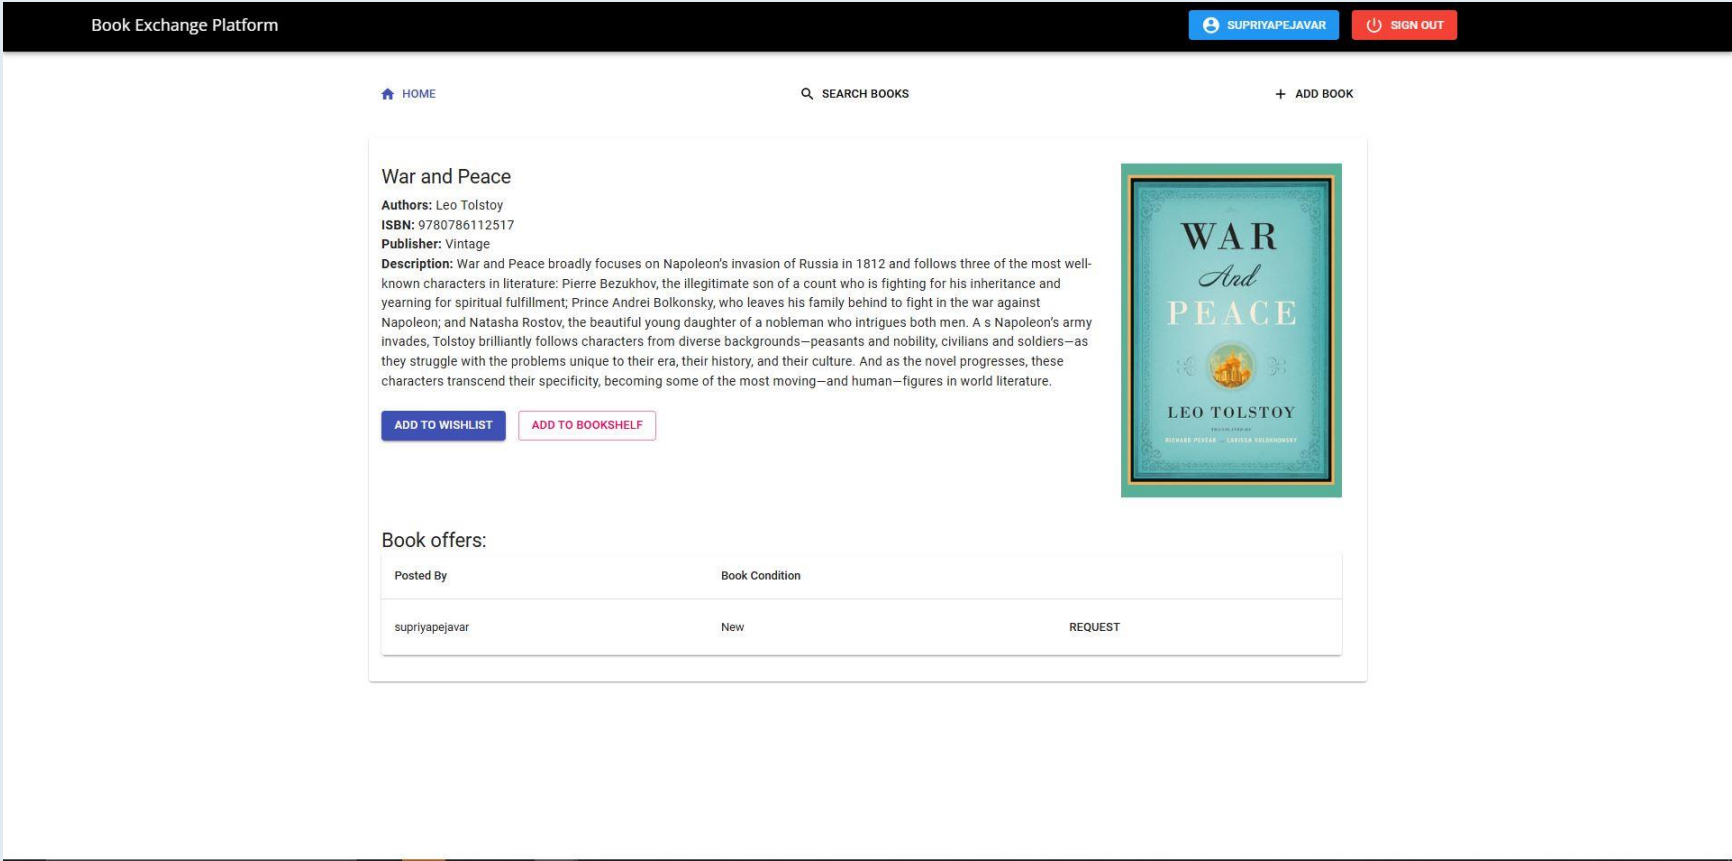 Book Exchange Platform
SUPRIYAPEJAVAR
SIGN OUT
HOME
SEARCH BOOKS
+ ADD BOOK
War and Peace
Authors: Leo Tolstoy
ISBN: 9780786112517
Publisher: Vintage
Description: War and Peace broadly focuses on Napoleon's invasion of Russia in 1812 and follows three of the most well-
known characters in literature: Pierre Bezukhov, the illegitimate son of a count who is fighting for his inheritance and
yearning for spiritual fulfillment; Prince Andrei Bolkonsky, who leaves his family behind to fight in the war against
Napoleon; and Natasha Rostov, the beautiful young daughter of a nobleman who intrigues both men. A s Napoleon's army
invades, Tolstoy brilliantly follows characters from diverse backgrounds—peasants and nobility, civilians and soldiers—as
they struggle with the problems unique to their era, their history, and their culture. And as the novel progresses, these
characters transcend their specificity, becoming some of the most moving—and human—figures in world literature.
ADD TO WISHLIST
ADD TO BOOKSHELF
WAR
And
PEACE
LEO TOLSTOY
TRANSLATED BY
RICHARD PEVEAR LARISSA VOLOKHONSKY
Book offers:
Posted By
Book Condition
supriyapejavar
New
REQUEST